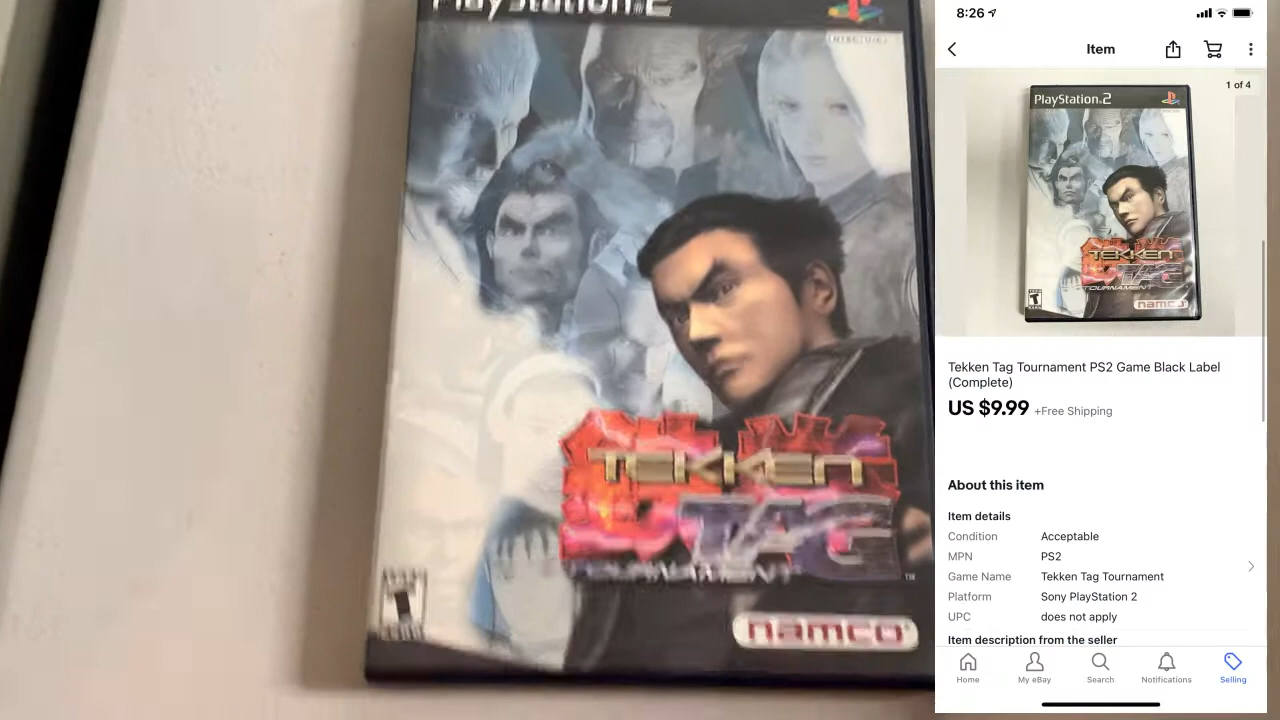 PlayStation.2
TEKKEN
TAG
TOURNAMENT
TM
namco
8:26
Item
1 of 4
PlayStation.2
TEKKEN
TAG
TOURNAMENT
T
namco
Tekken Tag Tournament PS2 Game Black Label
(Complete)
US $9.99 +Free Shipping
About this item
Item details
Condition Acceptable
MPN PS2
Game Name Tekken Tag Tournament
Platform Sony PlayStation 2
UPC does not apply
Item description from the seller
Home My eBay Search Notifications Selling